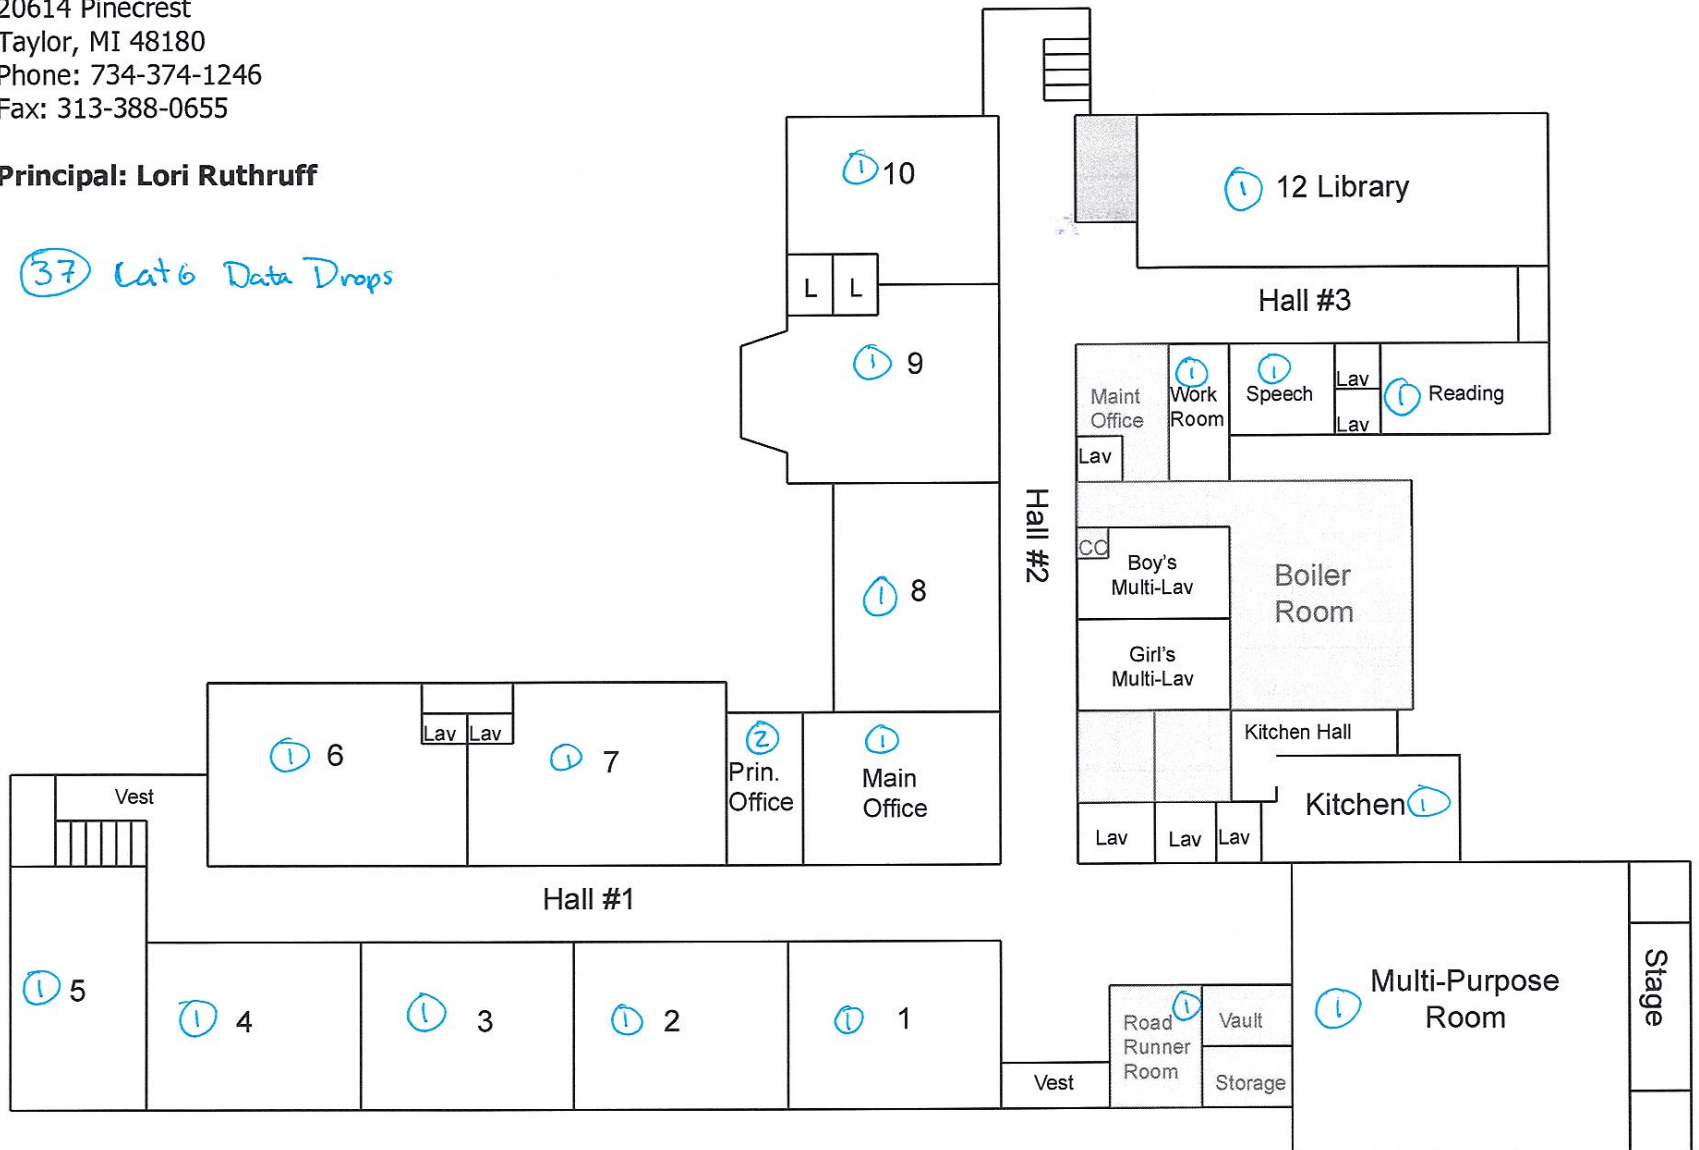 20614 Pinecrest
Taylor, MI 48180
Phone: 734-374-1246
Fax: 313-388-0655
Principal: Lori Ruthruff
37 Cat6 Data Drops
1 10
1 12 Library
L L
Hall #3
1 9
Maint
Office
1
Work
Room
1
Speech
Lav
Lav
1 Reading
Lav
Hall #2
CC
Boy's
Multi-Lav
Boiler
Room
1 8
Girl's
Multi-Lav
Lav Lav
1 6
1 7
2
Prin.
Office
1
Main
Office
Kitchen Hall
Kitchen 1
Vest
Lav Lav Lav
Hall #1
1 5
1 4
1 3
1 2
1 1
1
Road
Runner
Room
Vault
Storage
Vest
1 Multi-Purpose
Room
Stage